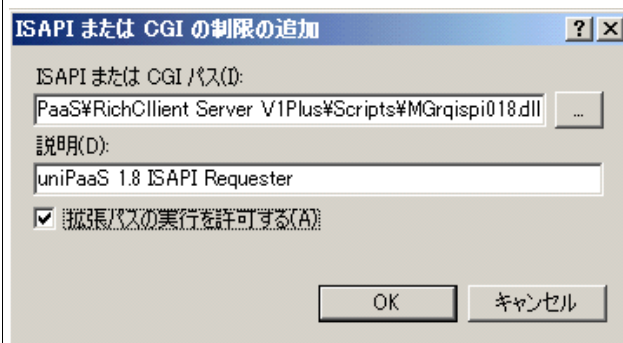 ISAPI または CGI の制限の追加
ISAPI または CGI パス(I):
PaaS¥RichCllient Server V1Plus¥Scripts¥MGrqispi018.dll
...
説明(D):
uniPaaS 1.8 ISAPI Requester
拡張パスの実行を許可する(A)
OK キャンセル